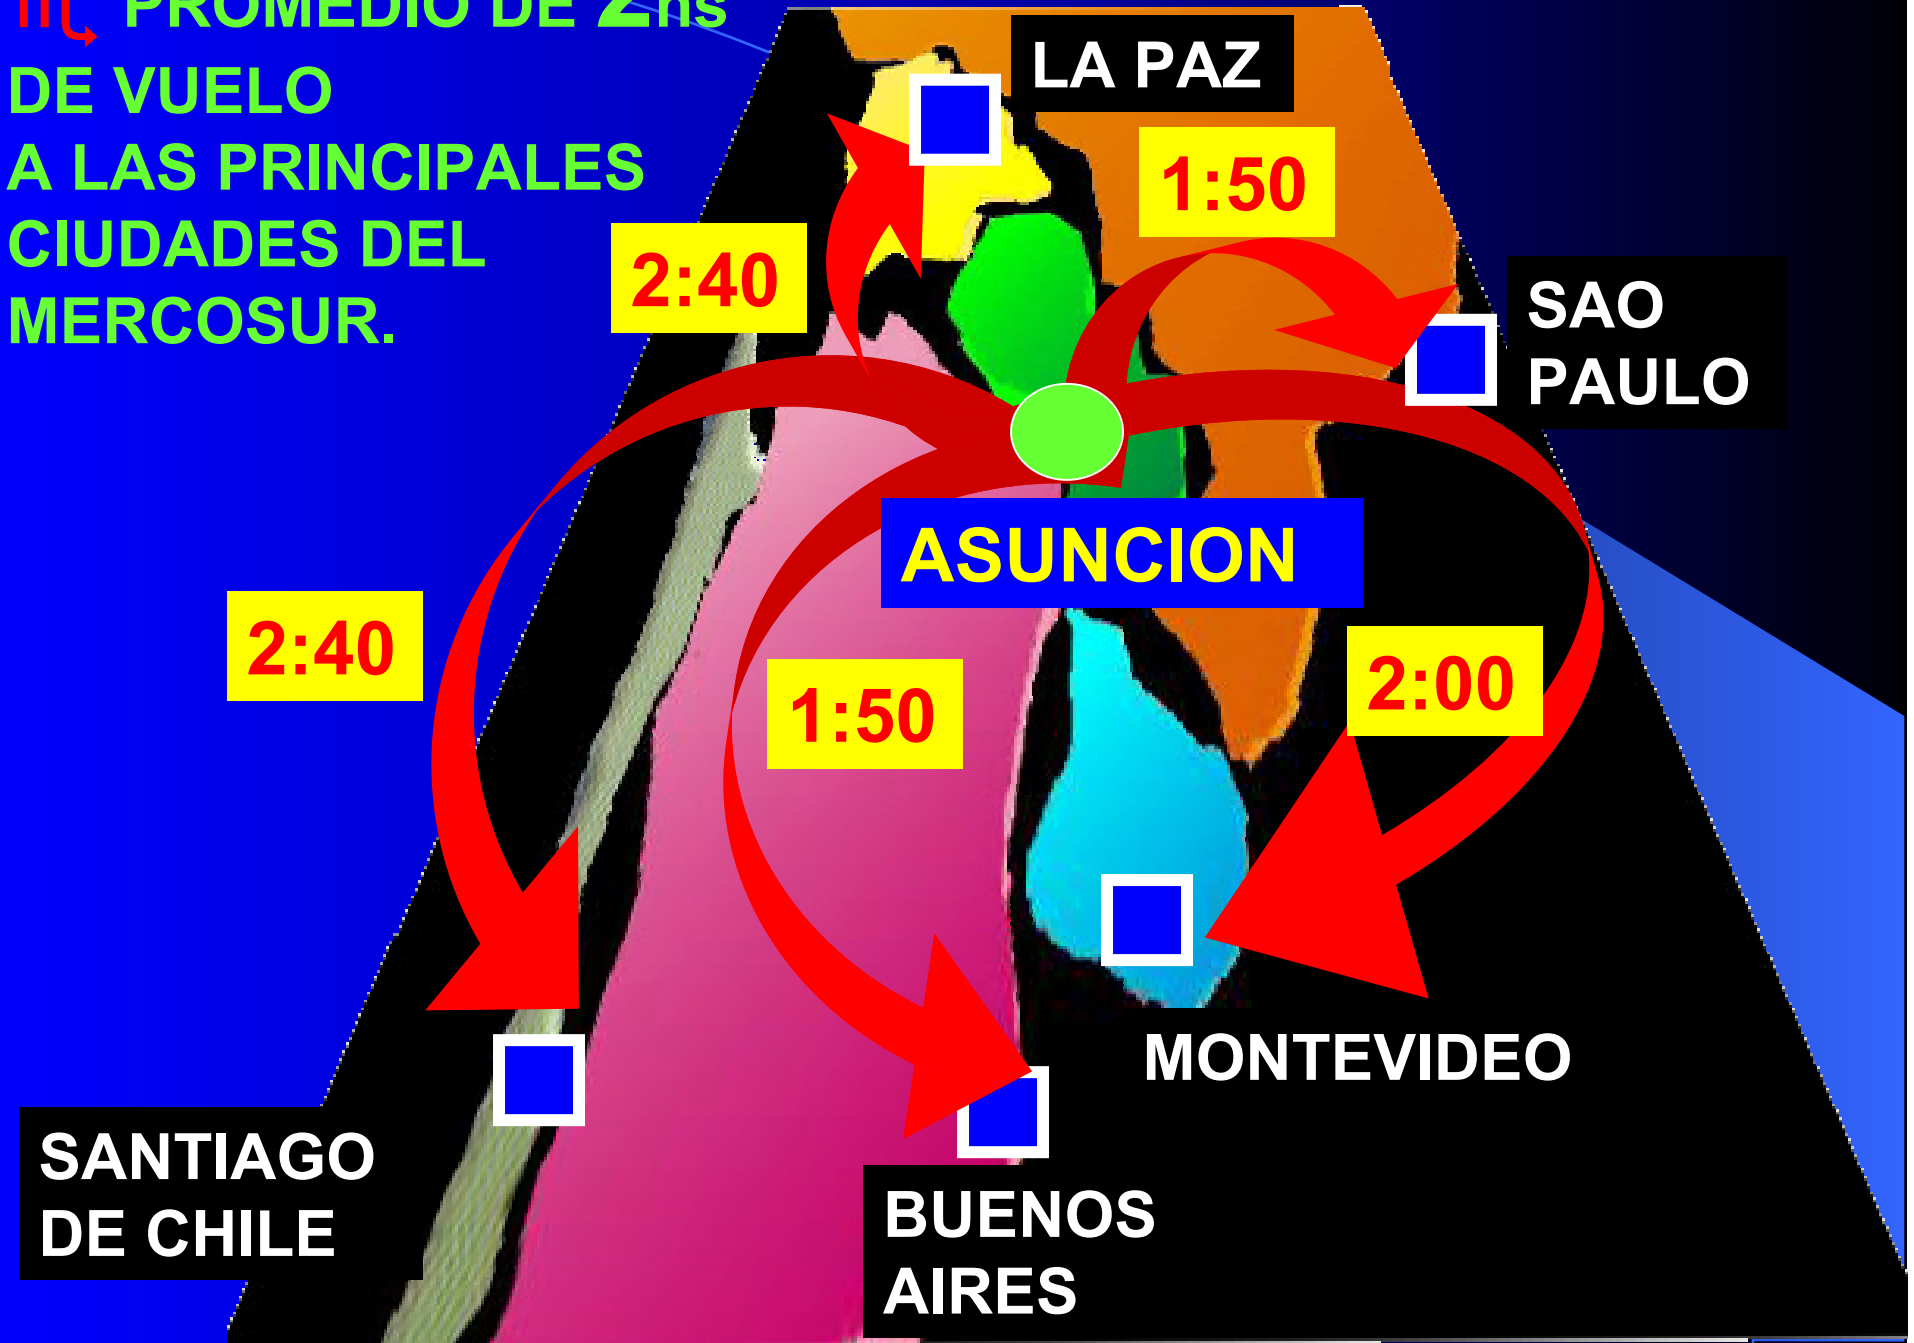 PROMEDIO DE 2hs
DE VUELO
A LAS PRINCIPALES
CIUDADES DEL
MERCOSUR.
LA PAZ
1:50
2:40
SAO
PAULO
ASUNCION
2:40
1:50
2:00
MONTEVIDEO
SANTIAGO
DE CHILE
BUENOS
AIRES